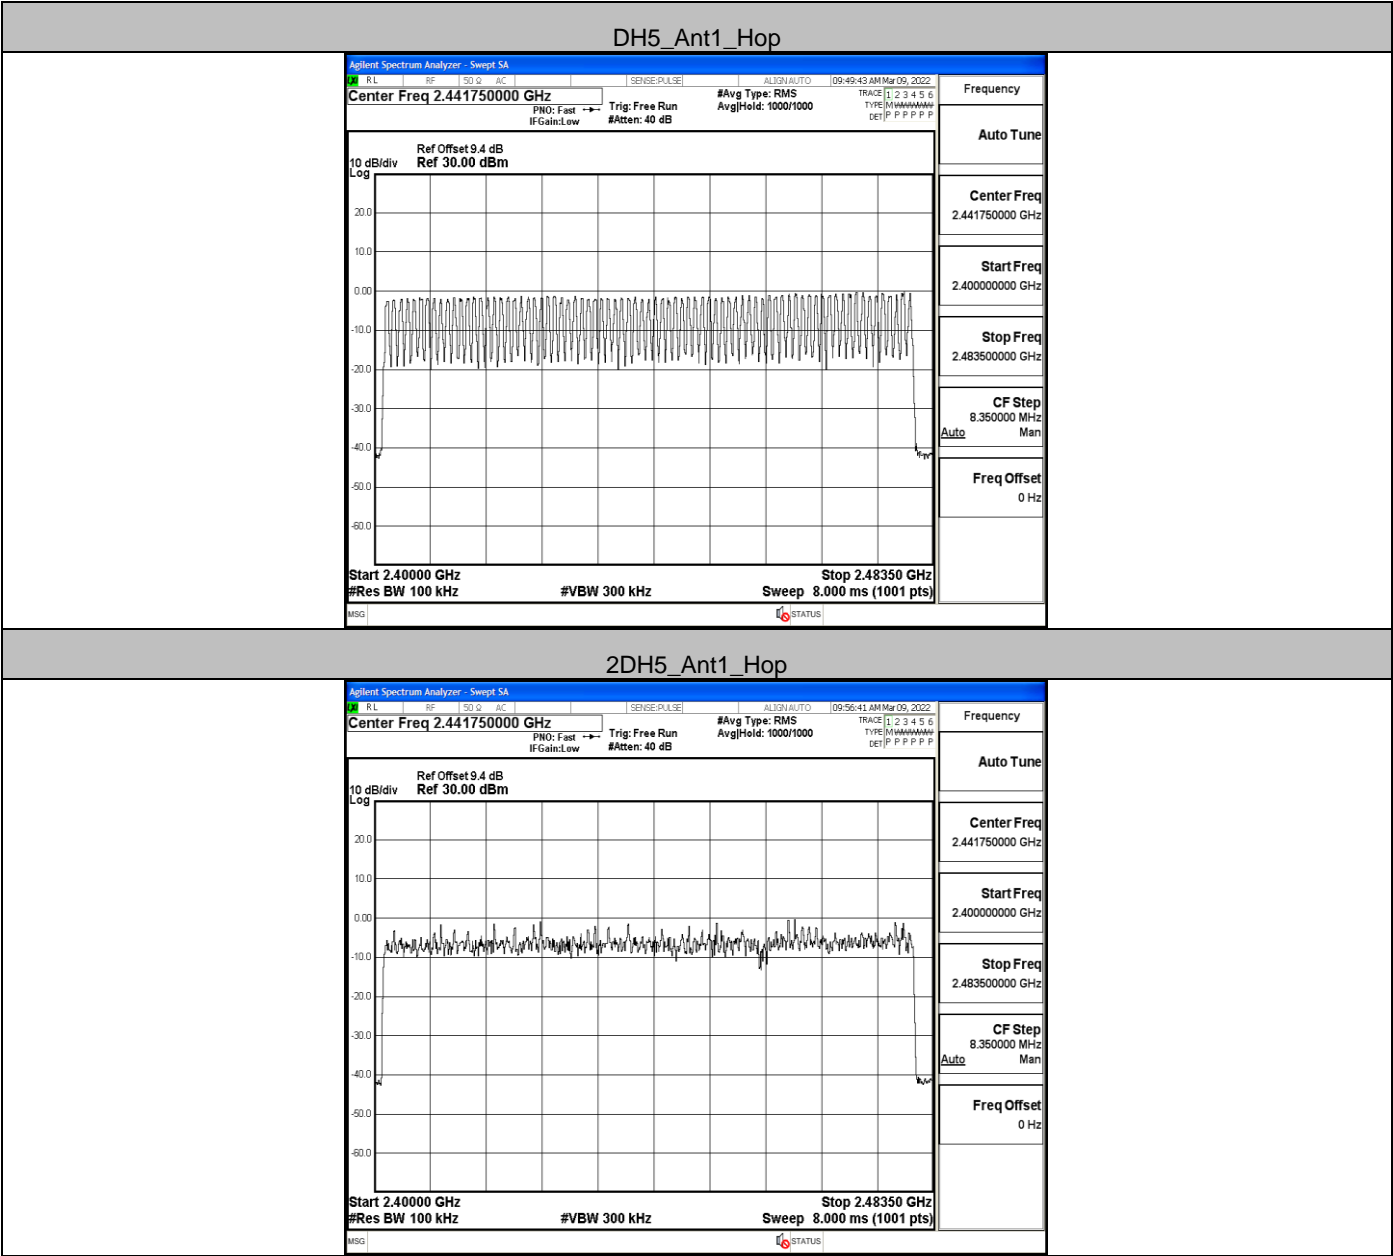 DH5_Ant1_Hop
Agilent Spectrum Analyzer - Swept SA
RL RF 50 Ω AC SENSE:PULSE ALIGNAUTO 09:49:43 AM Mar 09, 2022
Center Freq 2.441750000 GHz
PNO: Fast
IFGain:Low
Trig: Free Run
#Atten: 40 dB
#Avg Type: RMS
Avg|Hold: 1000/1000
TRACE 1 2 3 4 5 6
TYPE M
DET P P P P P P
Frequency
Auto Tune
Ref Offset 9.4 dB
10 dB/div Ref 30.00 dBm
Log
20.0
10.0
0.00
-10.0
-20.0
-30.0
-40.0
-50.0
-60.0
Center Freq
2.441750000 GHz
Start Freq
2.400000000 GHz
Stop Freq
2.483500000 GHz
CF Step
8.350000 MHz
Auto Man
Freq Offset
0 Hz
Start 2.40000 GHz Stop 2.48350 GHz
#Res BW 100 kHz #VBW 300 kHz Sweep 8.000 ms (1001 pts)
MSG STATUS
2DH5_Ant1_Hop
Agilent Spectrum Analyzer - Swept SA
RL RF 50 Ω AC SENSE:PULSE ALIGNAUTO 09:56:41 AM Mar 09, 2022
Center Freq 2.441750000 GHz
PNO: Fast
IFGain:Low
Trig: Free Run
#Atten: 40 dB
#Avg Type: RMS
Avg|Hold: 1000/1000
TRACE 1 2 3 4 5 6
TYPE M
DET P P P P P P
Frequency
Auto Tune
Ref Offset 9.4 dB
10 dB/div Ref 30.00 dBm
Log
20.0
10.0
0.00
-10.0
-20.0
-30.0
-40.0
-50.0
-60.0
Center Freq
2.441750000 GHz
Start Freq
2.400000000 GHz
Stop Freq
2.483500000 GHz
CF Step
8.350000 MHz
Auto Man
Freq Offset
0 Hz
Start 2.40000 GHz Stop 2.48350 GHz
#Res BW 100 kHz #VBW 300 kHz Sweep 8.000 ms (1001 pts)
MSG STATUS